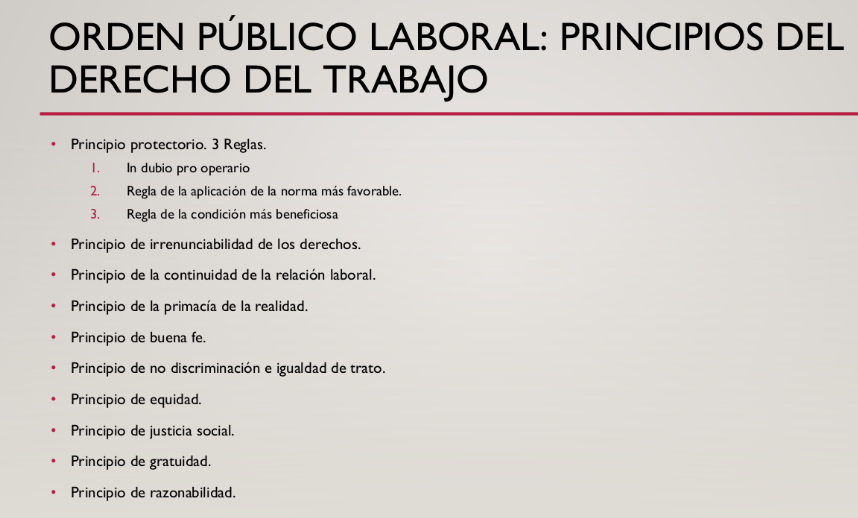 ORDEN PÚBLICO LABORAL: PRINCIPIOS DEL
DERECHO DEL TRABAJO
• Principio protectorio. 3 Reglas.
1. In dubio pro operario
2. Regla de la aplicación de la norma más favorable.
3. Regla de la condición más beneficiosa
• Principio de irrenunciabilidad de los derechos.
• Principio de la continuidad de la relación laboral.
• Principio de la primacía de la realidad.
• Principio de buena fe.
• Principio de no discriminación e igualdad de trato.
• Principio de equidad.
• Principio de justicia social.
• Principio de gratuidad.
• Principio de razonabilidad.